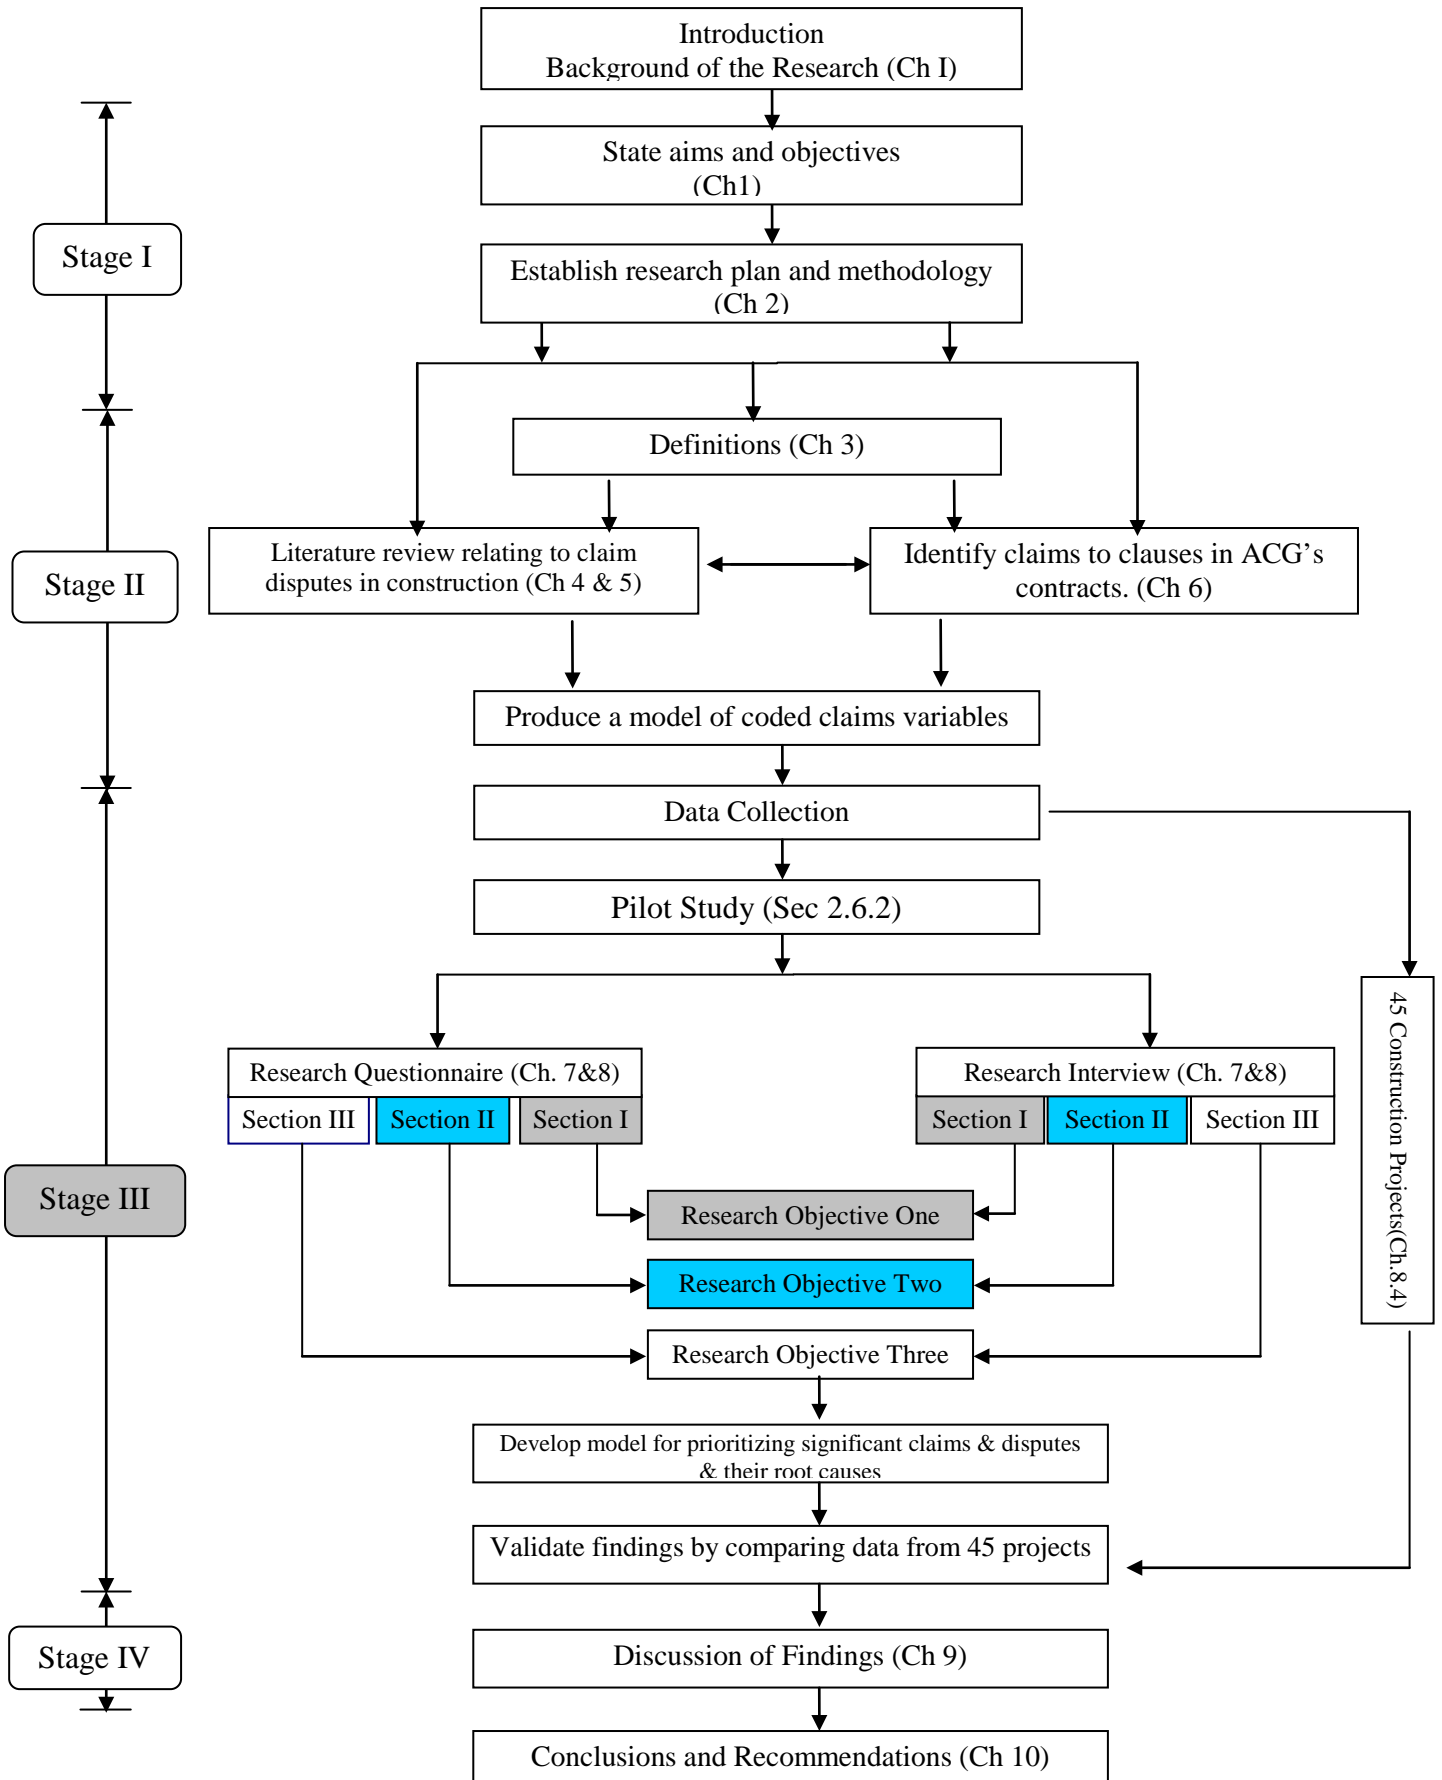 Introduction
Background of the Research (Ch I)
State aims and objectives
(Ch1)
Stage I
Establish research plan and methodology
(Ch 2)
Definitions (Ch 3)
Stage II
Literature review relating to claim
disputes in construction (Ch 4 & 5)
Identify claims to clauses in ACG's
contracts. (Ch 6)
Produce a model of coded claims variables
Data Collection
Pilot Study (Sec 2.6.2)
45 Construction Projects(Ch.8.4)
Research Questionnaire (Ch. 7&8)
Section III
Section II
Section I
Research Interview (Ch. 7&8)
Section I
Section II
Section III
Stage III
Research Objective One
Research Objective Two
Research Objective Three
Develop model for prioritizing significant claims & disputes
& their root causes
Validate findings by comparing data from 45 projects
Stage IV
Discussion of Findings (Ch 9)
Conclusions and Recommendations (Ch 10)